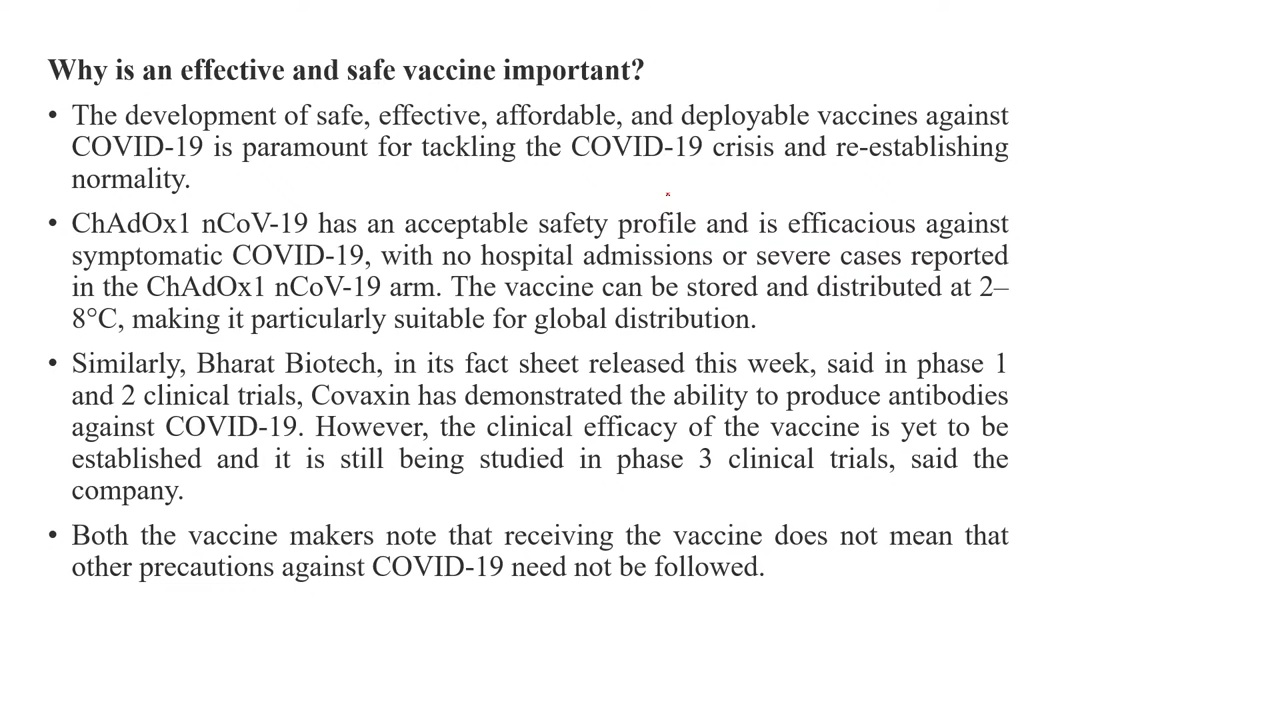 Why is an effective and safe vaccine important?
• The development of safe, effective, affordable, and deployable vaccines against
COVID-19 is paramount for tackling the COVID-19 crisis and re-establishing
normality.
• ChAdOx1 nCoV-19 has an acceptable safety profile and is efficacious against
symptomatic COVID-19, with no hospital admissions or severe cases reported
in the ChAdOx1 nCoV-19 arm. The vaccine can be stored and distributed at 2–
8°C, making it particularly suitable for global distribution.
• Similarly, Bharat Biotech, in its fact sheet released this week, said in phase 1
and 2 clinical trials, Covaxin has demonstrated the ability to produce antibodies
against COVID-19. However, the clinical efficacy of the vaccine is yet to be
established and it is still being studied in phase 3 clinical trials, said the
company.
• Both the vaccine makers note that receiving the vaccine does not mean that
other precautions against COVID-19 need not be followed.